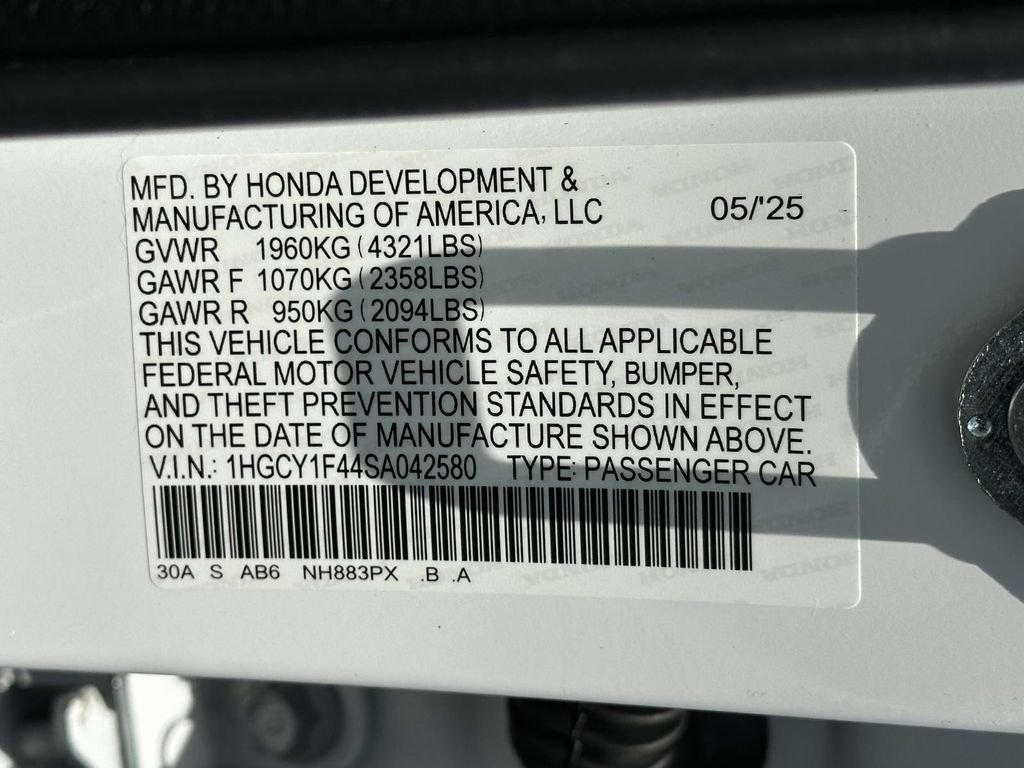 MFD. BY HONDA DEVELOPMENT &
MANUFACTURING OF AMERICA, LLC 05/'25
GVWR 1960KG (4321LBS)
GAWR F 1070KG (2358LBS)
GAWR R 950KG (2094LBS)
THIS VEHICLE CONFORMS TO ALL APPLICABLE
FEDERAL MOTOR VEHICLE SAFETY, BUMPER,
AND THEFT PREVENTION STANDARDS IN EFFECT
ON THE DATE OF MANUFACTURE SHOWN ABOVE.
V.I.N.: 1HGCY1F44SA042580 TYPE: PASSENGER CAR
30A S AB6 NH883PX .B .A